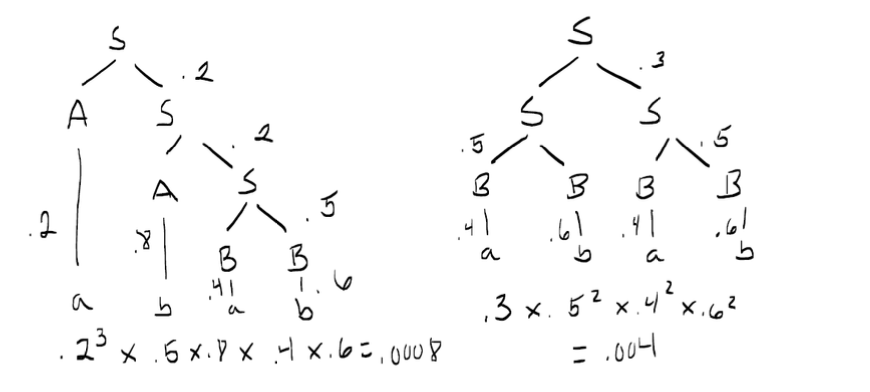 S
A S .2
.2 A S .2
.8 B B .5
.4 .6
a b a b
.2³ × .5 × .8 × .4 × .6 = .0008
S
S S .3
.5 B B B B .5
.4 .6 .4 .6
a b a b
.3 × .5² × .4² × .6²
= .004